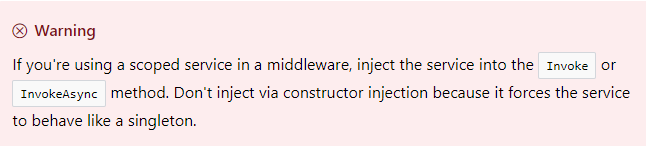 Warning
If you're using a scoped service in a middleware, inject the service into the Invoke or
InvokeAsync method. Don't inject via constructor injection because it forces the service
to behave like a singleton.